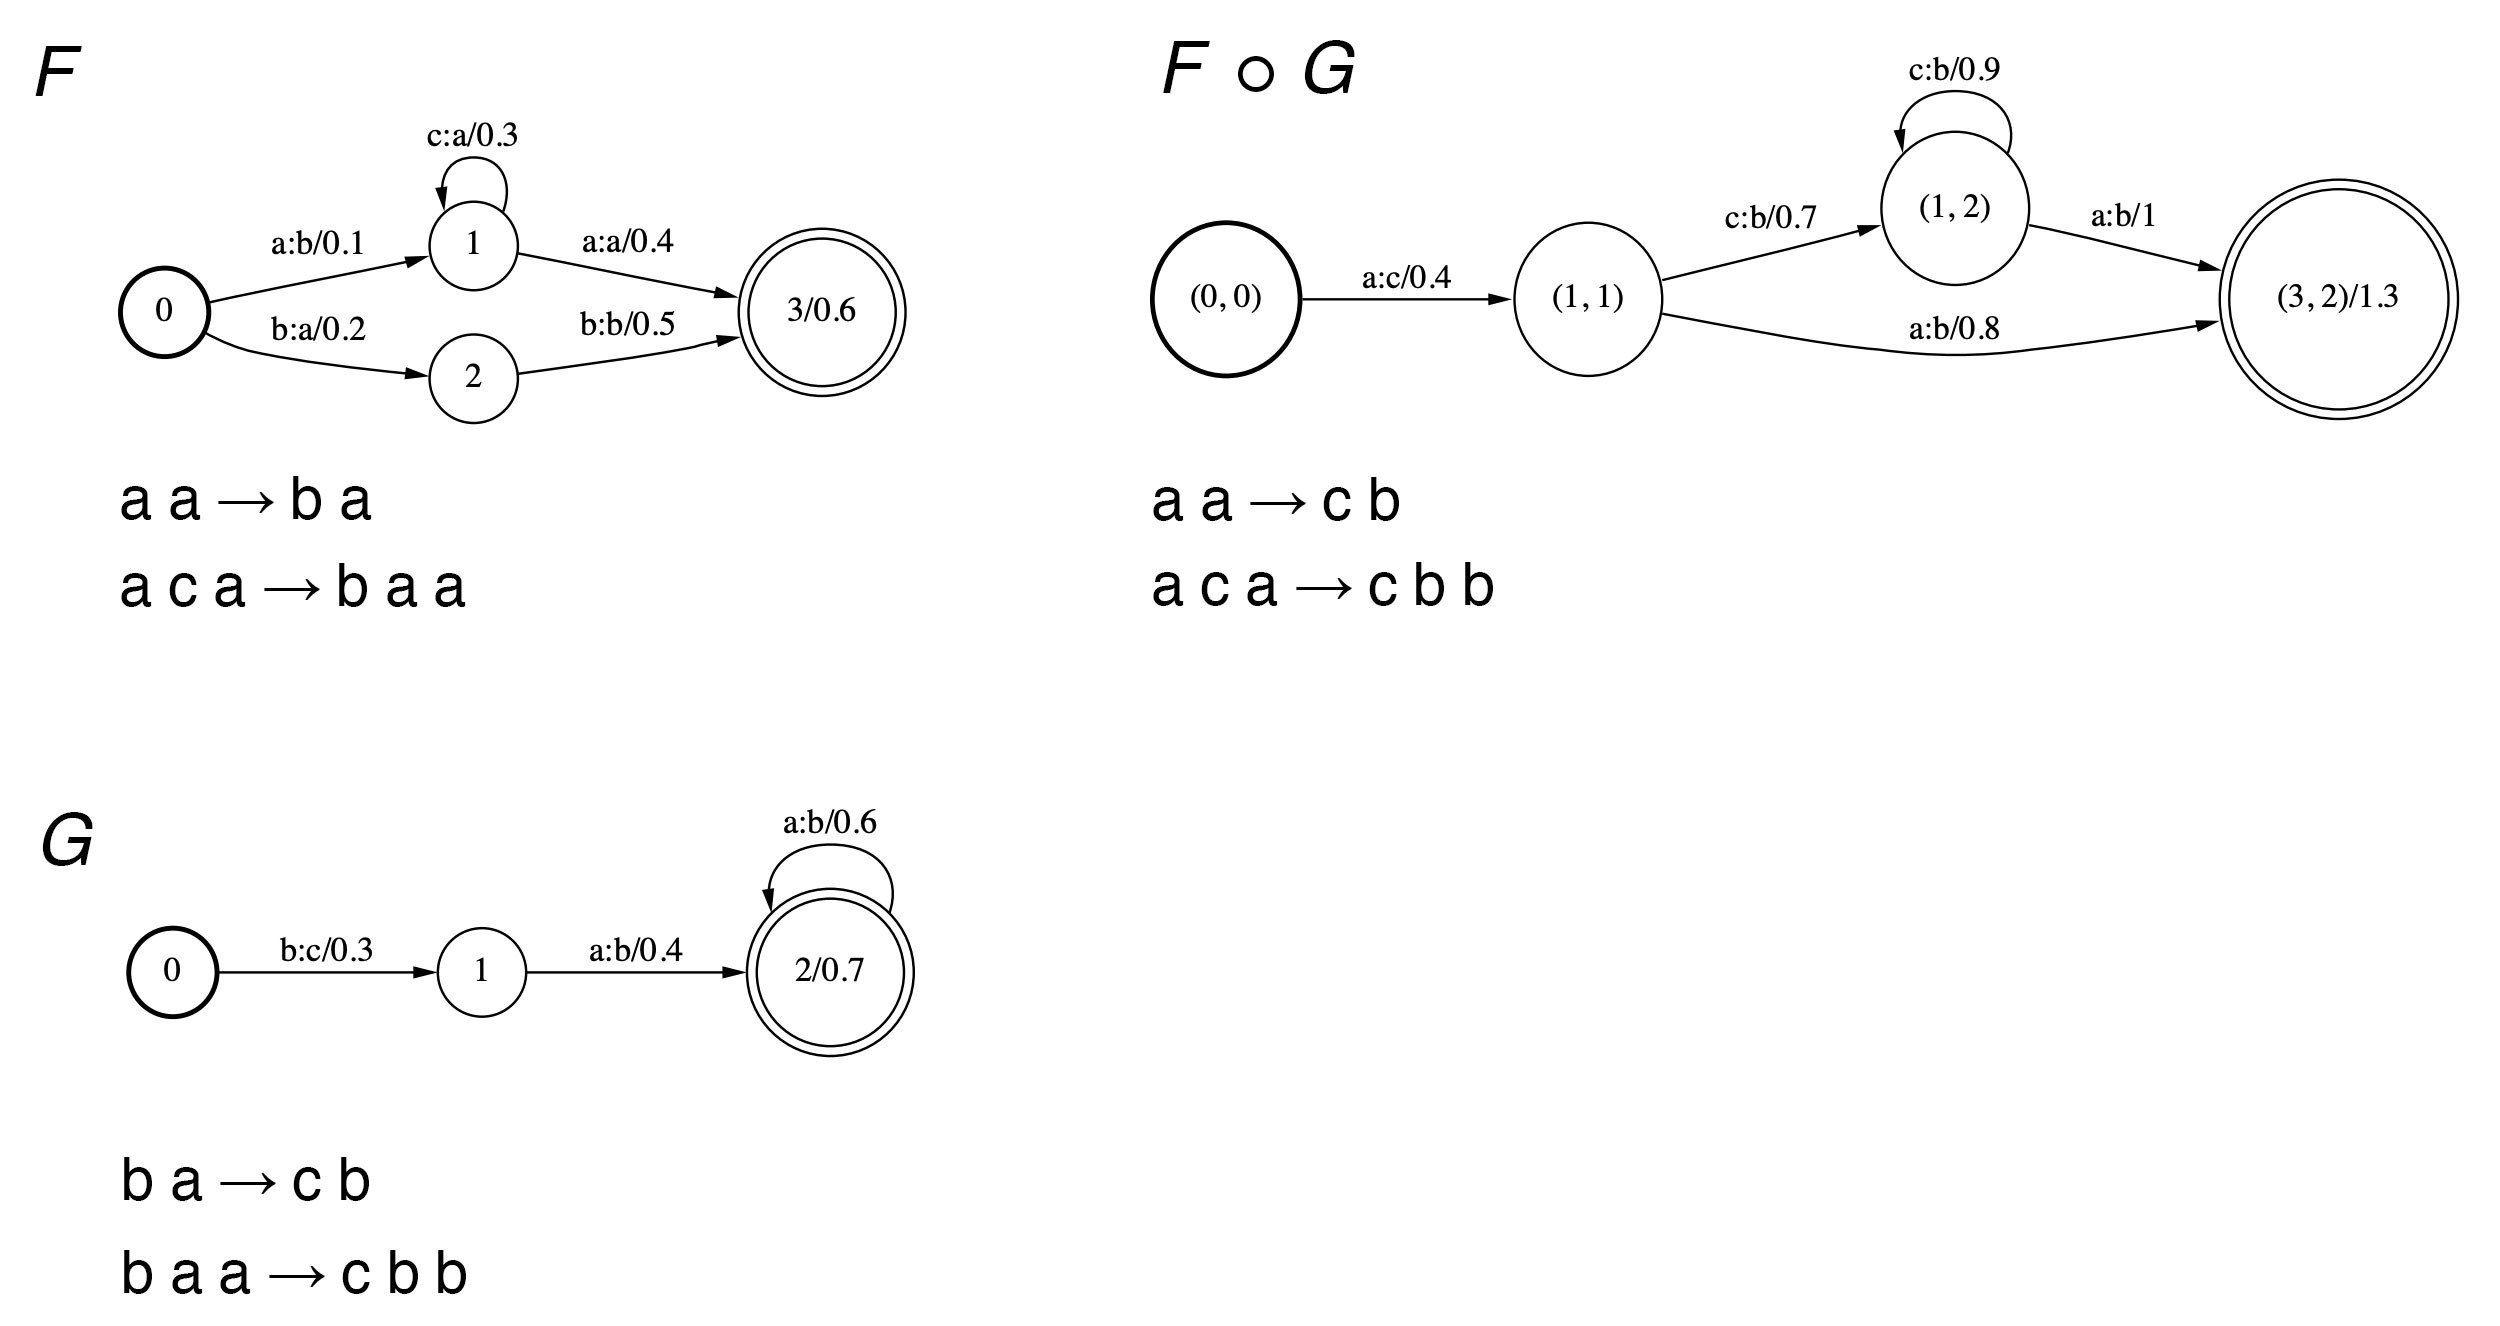 F
c:a/0.3
a:b/0.1
1
a:a/0.4
0
3/0.6
b:a/0.2
b:b/0.5
2
a a → b a
a c a → b a a
F ∘ G
c:b/0.9
(1, 2)
c:b/0.7
a:b/1
(0, 0)
a:c/0.4
(1, 1)
(3, 2)/1.3
a:b/0.8
a a → c b
a c a → c b b
G
a:b/0.6
0
b:c/0.3
1
a:b/0.4
2/0.7
b a → c b
b a a → c b b